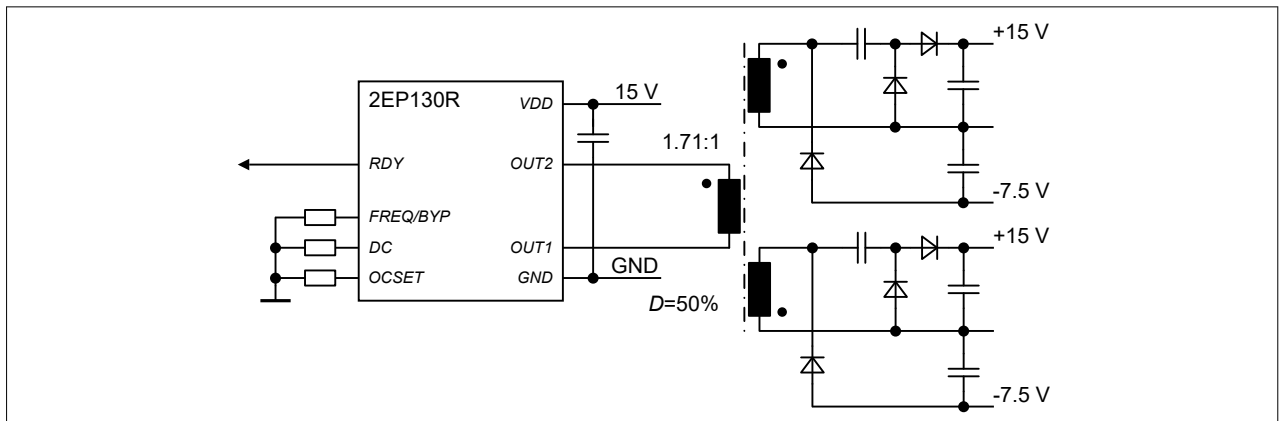 +15 V
2EP130R
VDD
15 V
1.71:1
RDY
OUT2
-7.5 V
FREQ/BYP
DC
OUT1
+15 V
OCSET
GND
GND
D=50%
-7.5 V